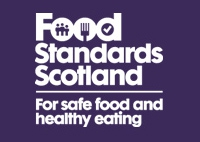 Food
Standards
Scotland
For safe food and
healthy eating